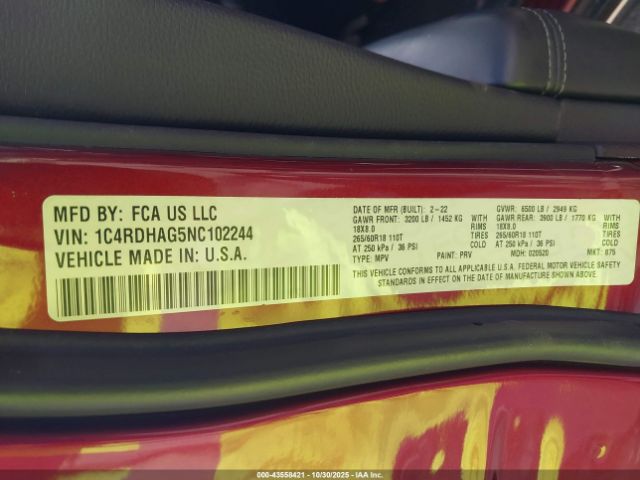 MFD BY: FCA US LLC
VIN: 1C4RDHAG5NC102244
VEHICLE MADE IN: U.S.A.
DATE OF MFR (BUILT): 2-22 GVWR: 6500 LB / 2949 KG
GAWR FRONT: 3200 LB / 1452 KG WITH GAWR REAR: 3900 LB / 1770 KG WITH
18X8.0 RIMS 18X8.0 RIMS
265/60R18 110T TIRES 265/60R18 110T TIRES
AT 250 kPa / 36 PSI COLD AT 250 kPa / 36 PSI COLD
TYPE: MPV PAINT: PRV MDH: 020520 MKT: 875
THIS VEHICLE CONFORMS TO ALL APPLICABLE U.S.A. FEDERAL MOTOR VEHICLE SAFETY
STANDARDS IN EFFECT ON THE DATE OF MANUFACTURE SHOWN ABOVE.
000-43558421 - 10/30/2025 - IAA Corp